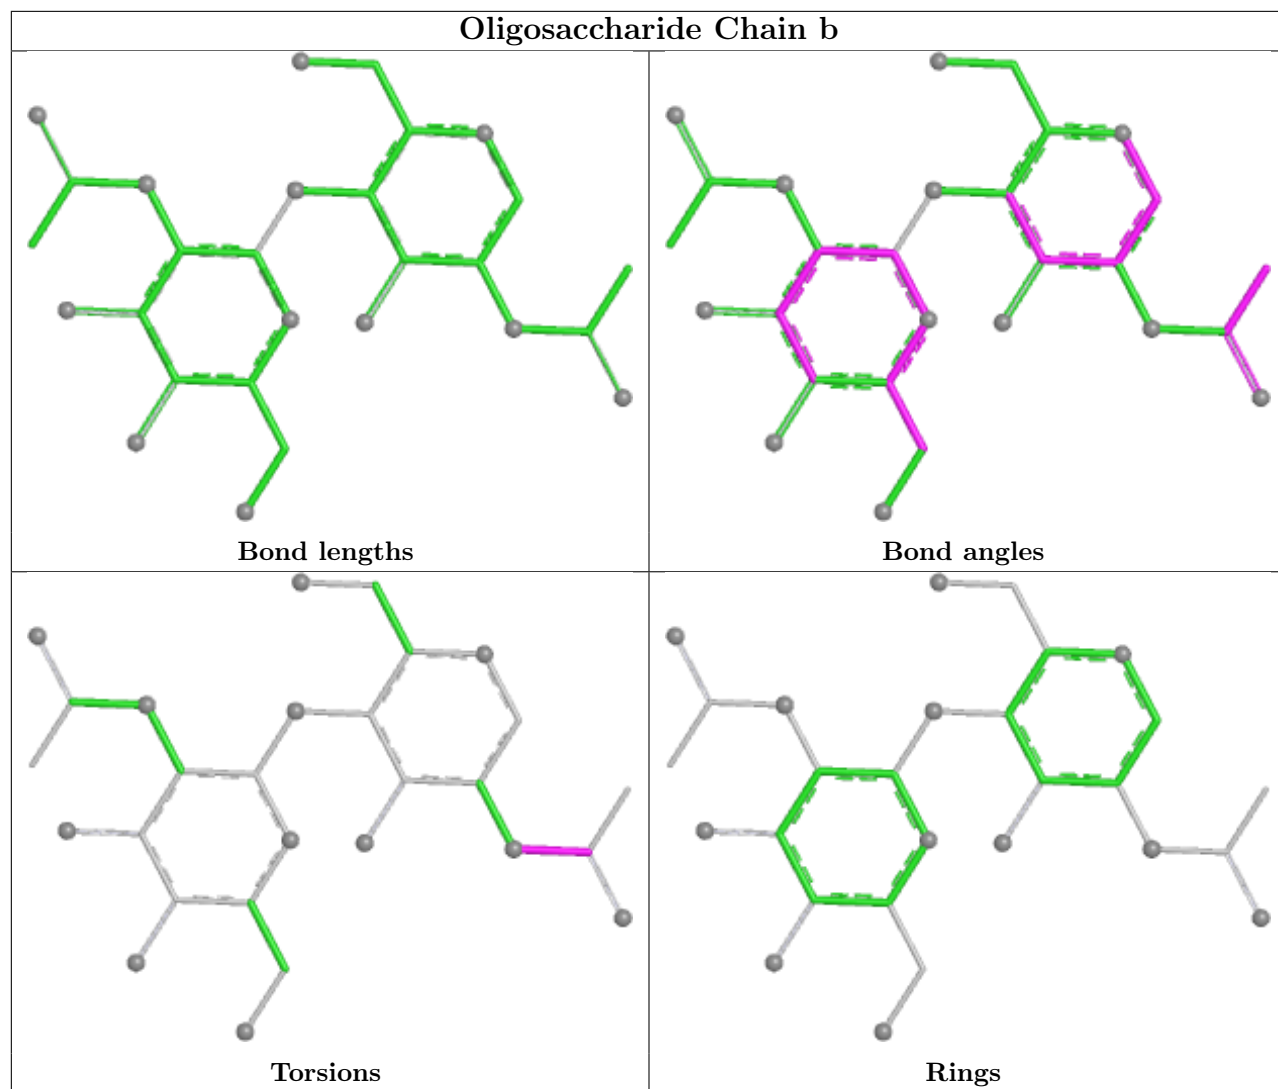 Oligosaccharide Chain b
Bond lengths
Bond angles
Torsions
Rings